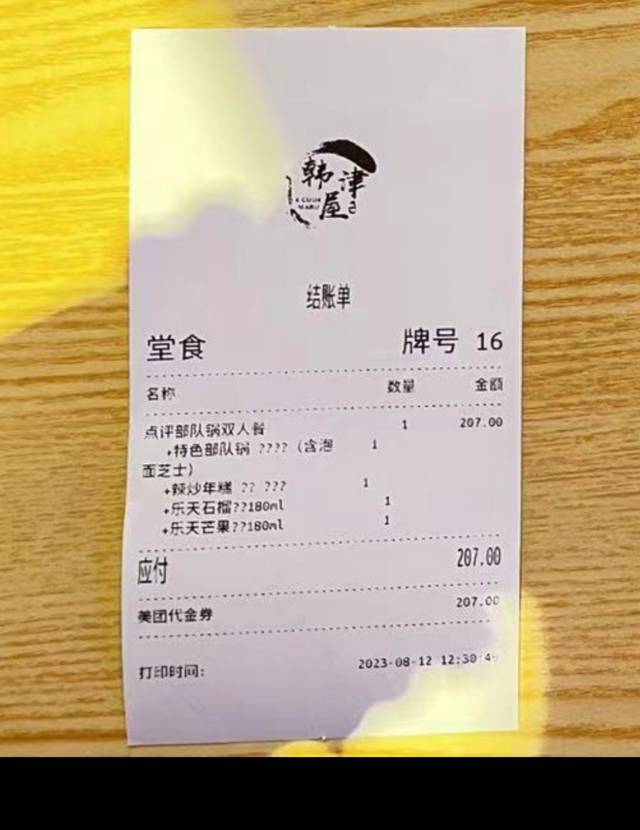 韩津
屋
结账单
堂食 牌号 16
名称 数量 金额
点评部队锅双人餐 1 207.00
+特色部队锅 ???? (含泡 1
面芝士)
+辣炒年糕 ?? ??? 1
+乐天石榴??180ml 1
+乐天芒果??180ml 1
应付 207.00
美团代金券 207.00
打印时间: 2023-08-12 12:30:4